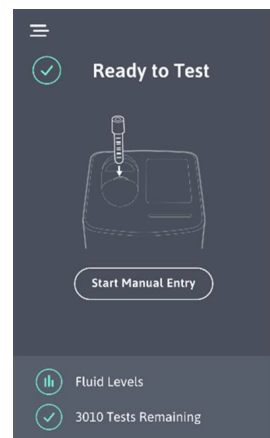 Ready to Test
Start Manual Entry
Fluid Levels
3010 Tests Remaining